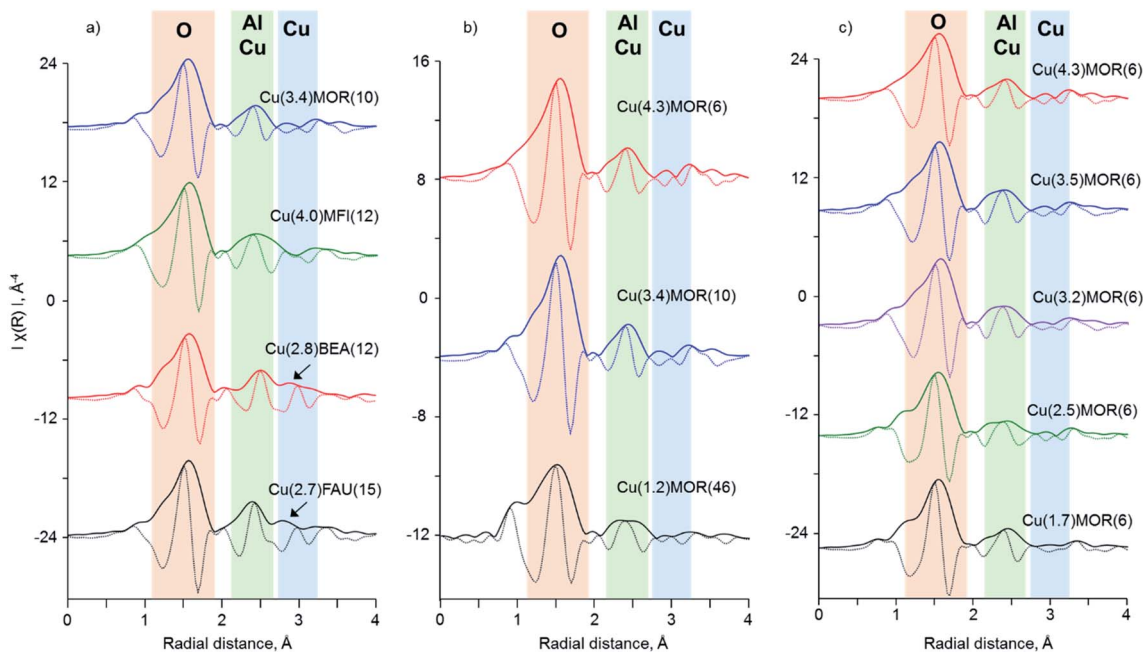 a)
O
Al
Cu
Cu
| χ(R) |, Å-4
24
12
0
-12
-24
Cu(3.4)MOR(10)
Cu(4.0)MFI(12)
Cu(2.8)BEA(12)
Cu(2.7)FAU(15)
0 1 2 3 4
Radial distance, Å
b)
O
Al
Cu
Cu
16
8
0
-8
-12
Cu(4.3)MOR(6)
Cu(3.4)MOR(10)
Cu(1.2)MOR(46)
0 1 2 3 4
Radial distance, Å
c)
O
Al
Cu
Cu
24
12
0
-12
-24
Cu(4.3)MOR(6)
Cu(3.5)MOR(6)
Cu(3.2)MOR(6)
Cu(2.5)MOR(6)
Cu(1.7)MOR(6)
0 1 2 3 4
Radial distance, Å